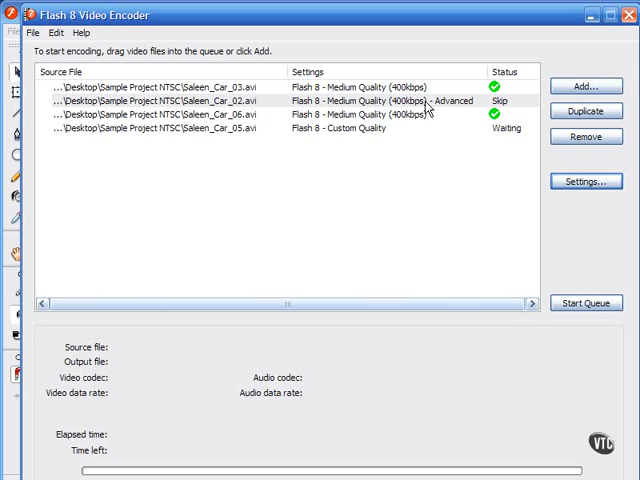 Flash 8 Video Encoder
File Edit Help
To start encoding, drag video files into the queue or click Add.
Source File Settings Status
...\Desktop\Sample Project NTSC\Saleen_Car_03.avi Flash 8 - Medium Quality (400kbps)
...\Desktop\Sample Project NTSC\Saleen_Car_02.avi Flash 8 - Medium Quality (400kbps) - Advanced Skip
...\Desktop\Sample Project NTSC\Saleen_Car_06.avi Flash 8 - Medium Quality (400kbps)
...\Desktop\Sample Project NTSC\Saleen_Car_05.avi Flash 8 - Custom Quality Waiting
Add...
Duplicate
Remove
Settings...
Start Queue
Source file:
Output file:
Video codec: Audio codec:
Video data rate: Audio data rate:
Elapsed time:
Time left:
VTC